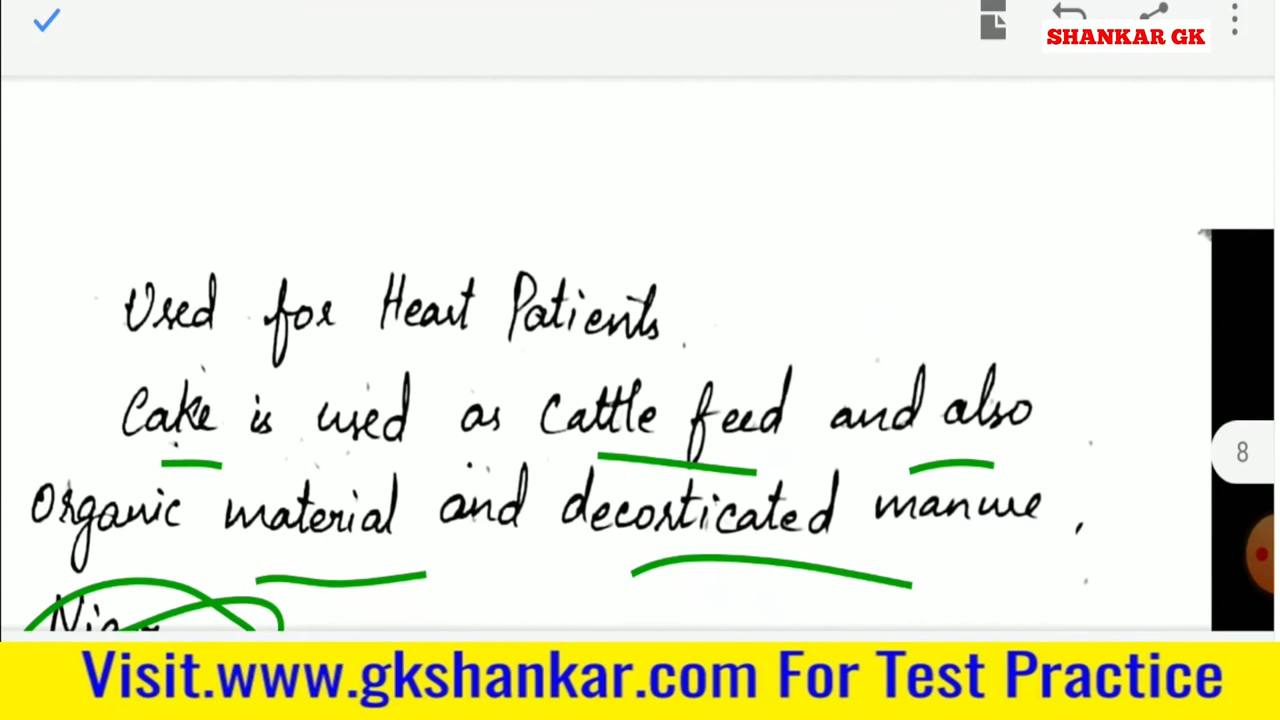 SHANKAR GK
Used for Heart Patients.
Cake is used as Cattle feed and also
Organic material and decorticated manure,
8
Visit.www.gkshankar.com For Test Practice